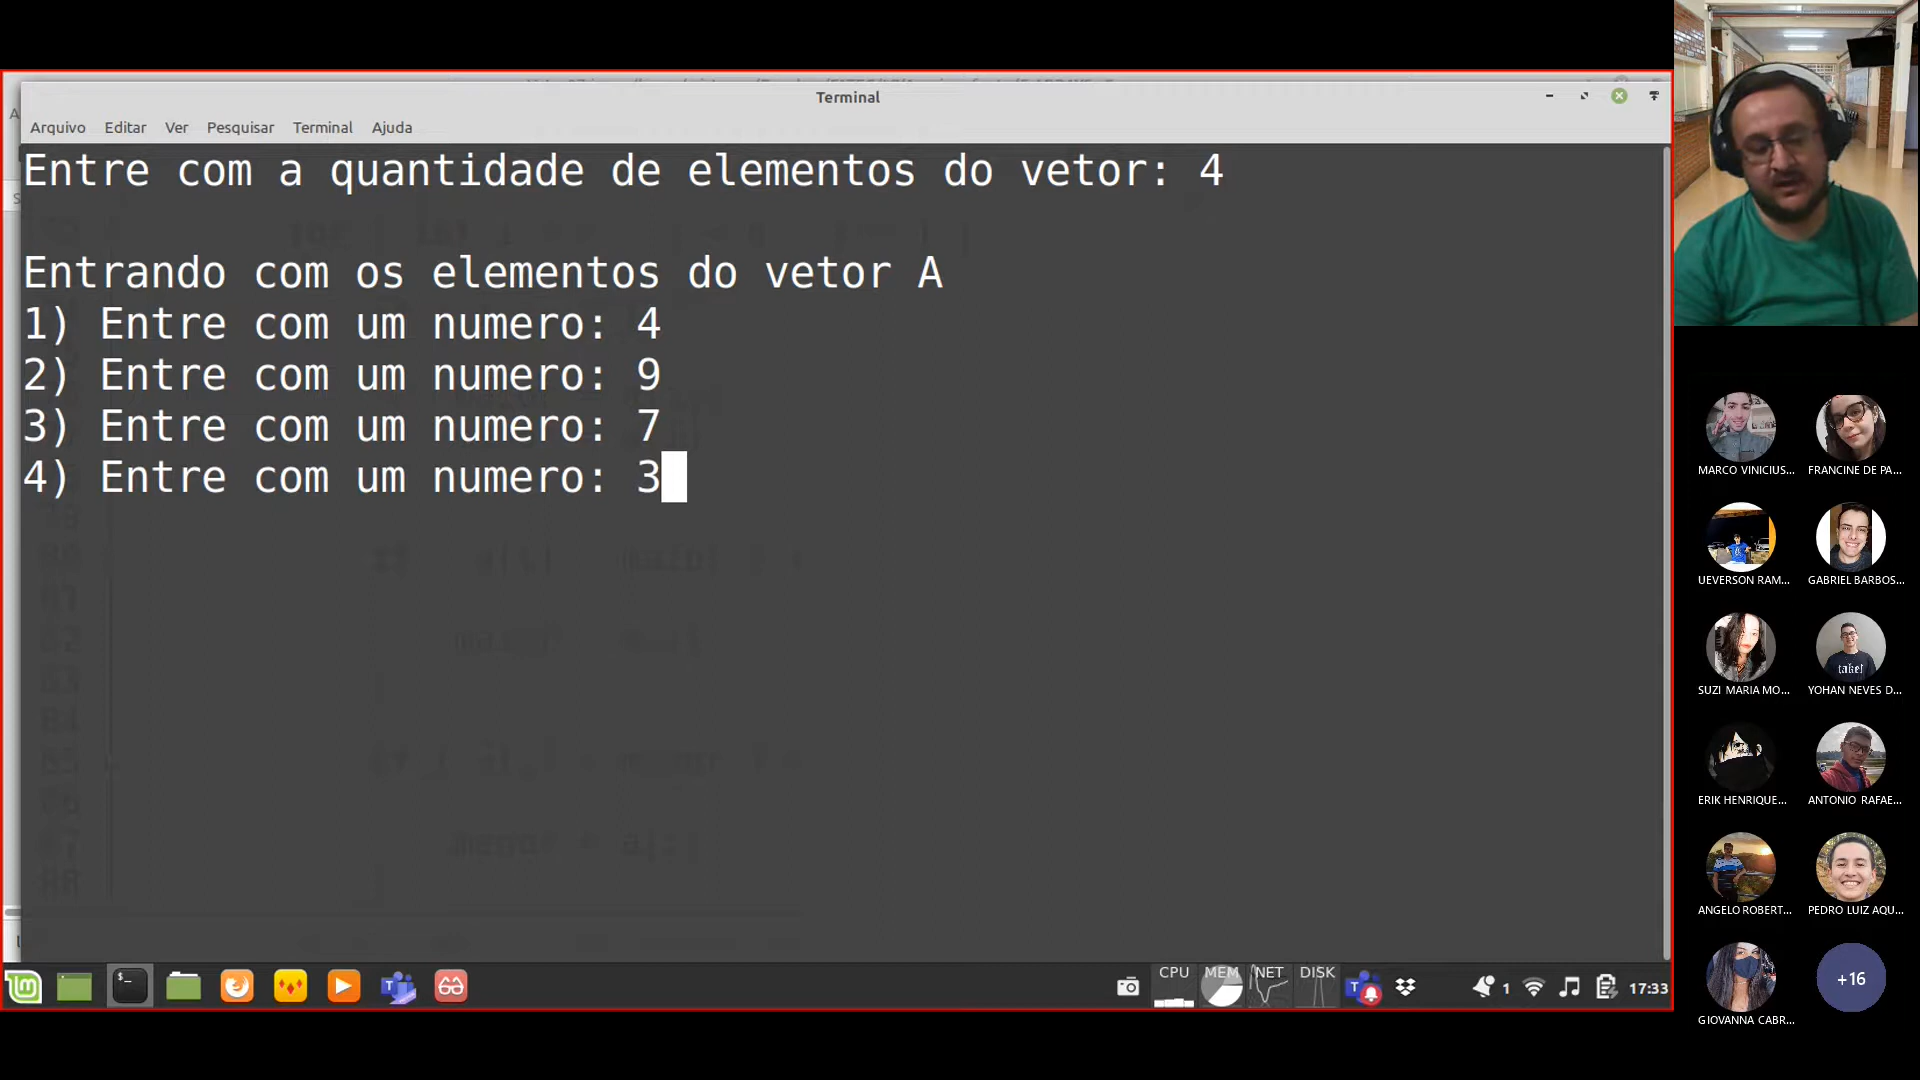 Terminal
Arquivo Editar Ver Pesquisar Terminal Ajuda
Entre com a quantidade de elementos do vetor: 4
Entrando com os elementos do vetor A
1) Entre com um numero: 4
2) Entre com um numero: 9
3) Entre com um numero: 7
4) Entre com um numero: 3
CPU MEM NET DISK
1
17:33
MARCO VINICIUS... FRANCINE DE PA...
UEVERSON RAM... GABRIEL BARBOS...
SUZI MARIA MO... YOHAN NEVES D...
ERIK HENRIQUE... ANTONIO RAFAE...
ANGELO ROBERT... PEDRO LUIZ AQU...
GIOVANNA CABR... +16